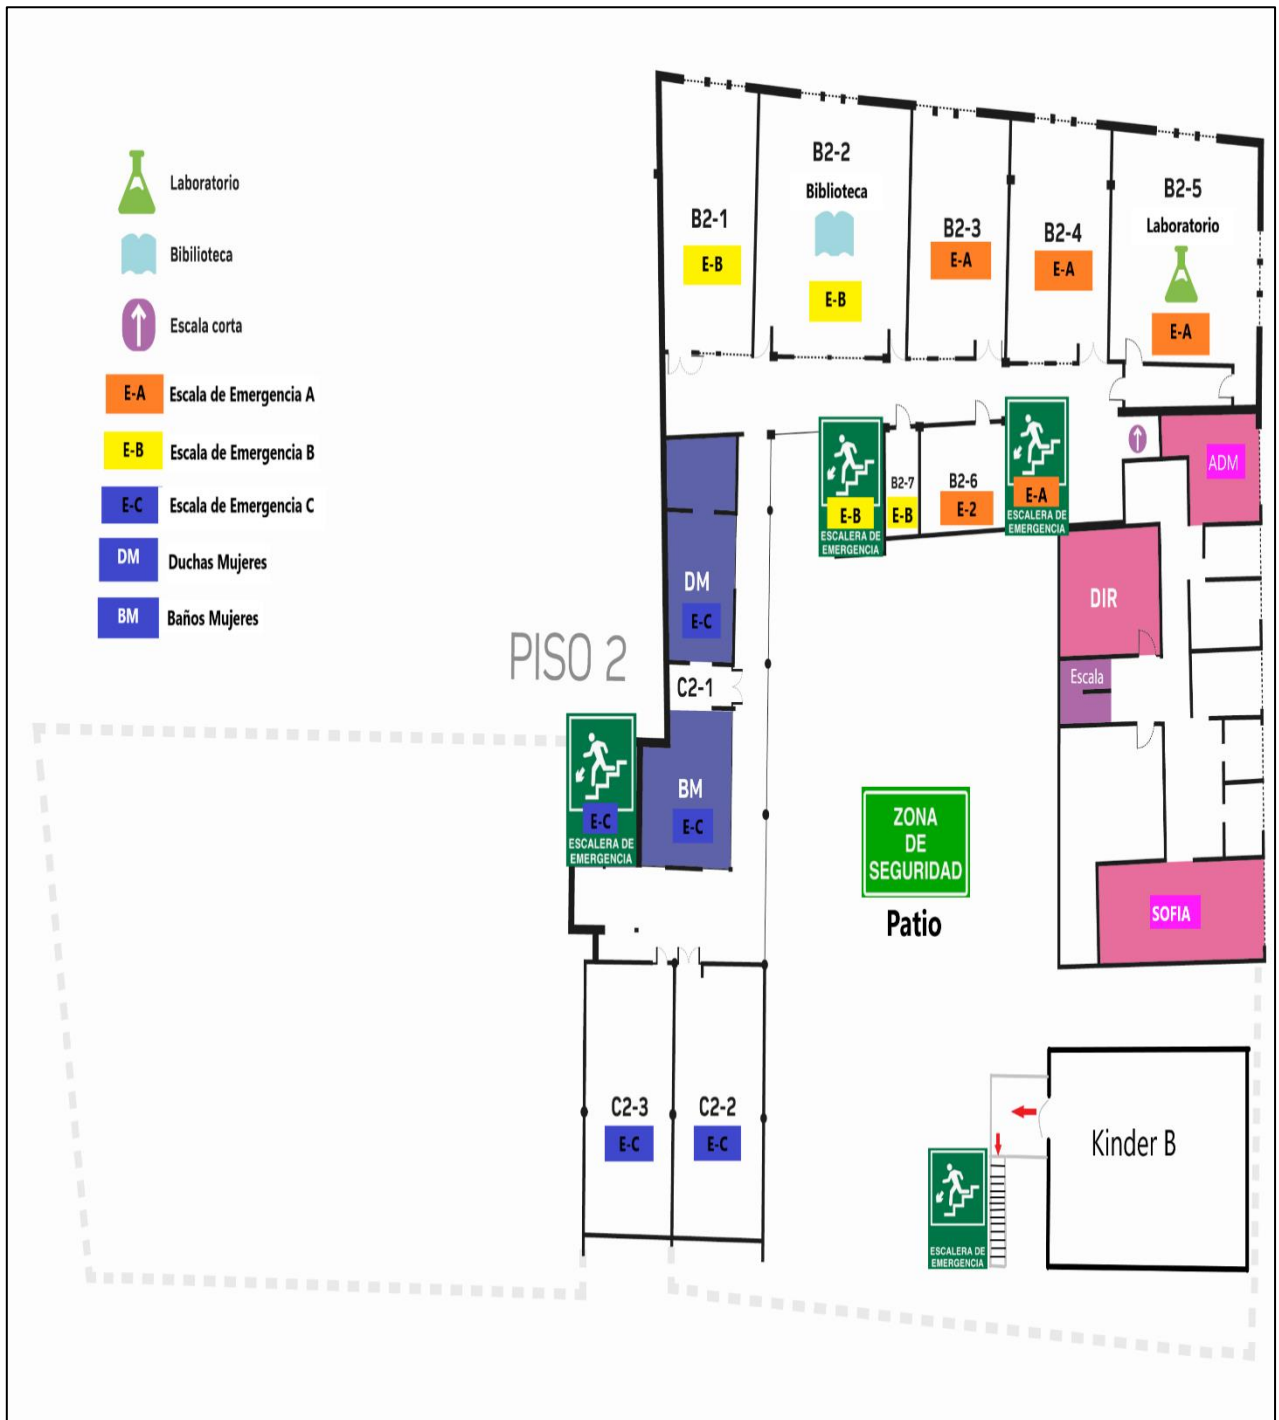 Laboratorio
Bibilioteca
Escala corta
E-A Escala de Emergencia A
E-B Escala de Emergencia B
E-C Escala de Emergencia C
DM Duchas Mujeres
BM Baños Mujeres
PISO 2
B2-1
E-B
B2-2
Biblioteca
E-B
B2-3
E-A
B2-4
E-A
B2-5
Laboratorio
E-A
E-B
ESCALERA DE
EMERGENCIA
B2-7
E-B
B2-6
E-2
E-A
ESCALERA DE
EMERGENCIA
ADM
DIR
Escala
SOFIA
DM
E-C
C2-1
BM
E-C
E-C
ESCALERA DE
EMERGENCIA
ZONA
DE
SEGURIDAD
Patio
C2-3
E-C
C2-2
E-C
Kinder B
ESCALERA DE
EMERGENCIA